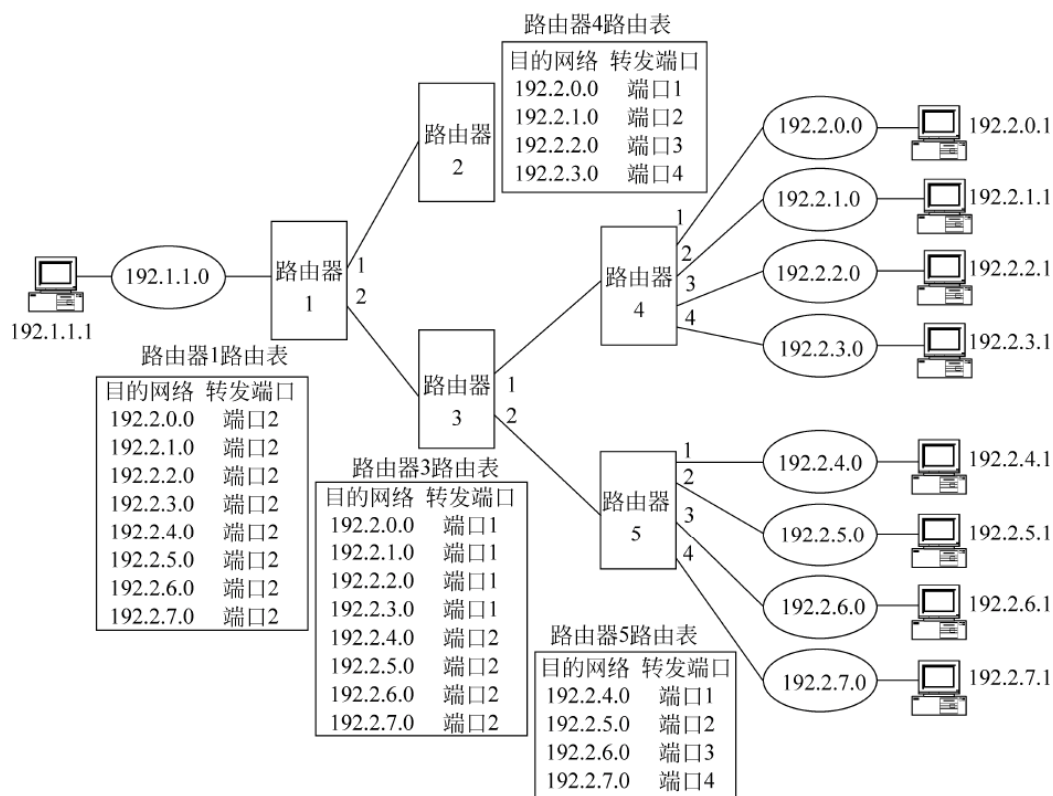 路由器4路由表
目的网络 转发端口
192.2.0.0 端口1
192.2.1.0 端口2
192.2.2.0 端口3
192.2.3.0 端口4
路由器
2
192.2.0.0
192.2.0.1
192.2.1.0
192.2.1.1
192.2.2.0
192.2.2.1
192.2.3.0
192.2.3.1
路由器
4
1
2
3
4
192.1.1.1
192.1.1.0
路由器
1
1
2
路由器
3
1
2
路由器1路由表
目的网络 转发端口
192.2.0.0 端口2
192.2.1.0 端口2
192.2.2.0 端口2
192.2.3.0 端口2
192.2.4.0 端口2
192.2.5.0 端口2
192.2.6.0 端口2
192.2.7.0 端口2
路由器3路由表
目的网络 转发端口
192.2.0.0 端口1
192.2.1.0 端口1
192.2.2.0 端口1
192.2.3.0 端口1
192.2.4.0 端口2
192.2.5.0 端口2
192.2.6.0 端口2
192.2.7.0 端口2
路由器
5
1
2
3
4
192.2.4.0
192.2.4.1
192.2.5.0
192.2.5.1
192.2.6.0
192.2.6.1
192.2.7.0
192.2.7.1
路由器5路由表
目的网络 转发端口
192.2.4.0 端口1
192.2.5.0 端口2
192.2.6.0 端口3
192.2.7.0 端口4